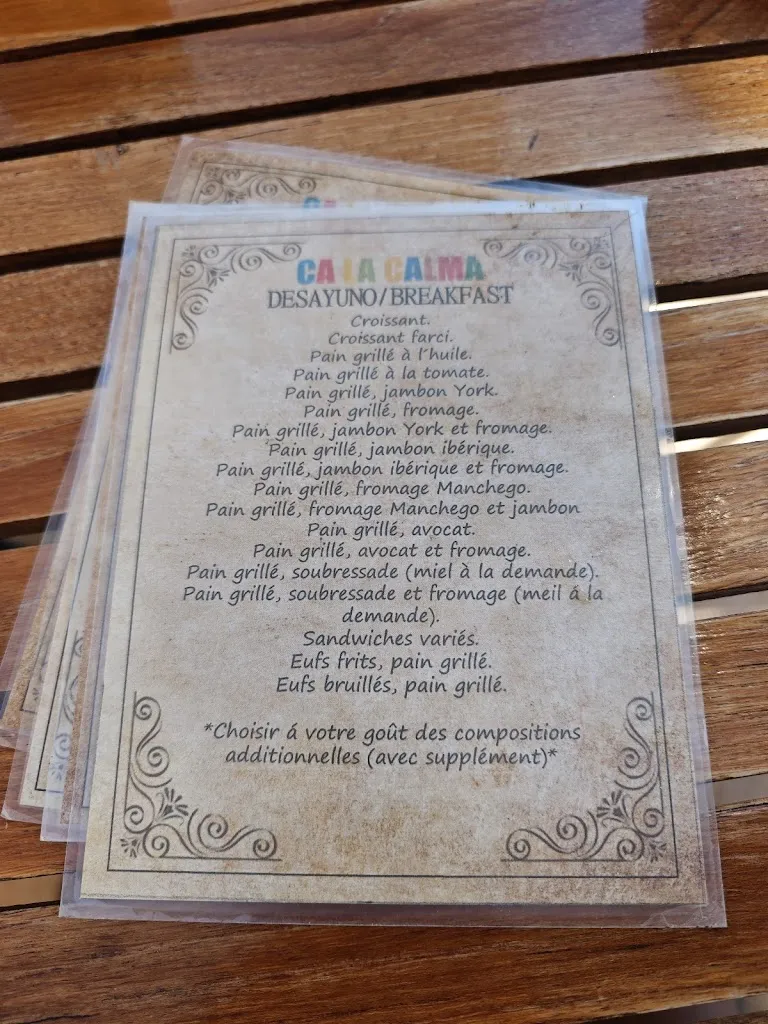 CA LA CALMA
DESAYUNO/BREAKFAST
Croissant.
Croissant farci.
Pain grillé à l'huile.
Pain grillé à la tomate.
Pain grillé, jambon York.
Pain grillé, fromage.
Pain grillé, jambon York et fromage.
Pain grillé, jambon ibérique.
Pain grillé, jambon ibérique et fromage.
Pain grillé, fromage Manchego.
Pain grillé, fromage Manchego et jambon
Pain grillé, avocat.
Pain grillé, avocat et fromage.
Pain grillé, soubressade (miel à la demande).
Pain grillé, soubressade et fromage (meil á la
demande).
Sandwiches variés.
Eufs frits, pain grillé.
Eufs bruillés, pain grillé.
*Choisir á votre goût des compositions
additionnelles (avec supplément)*